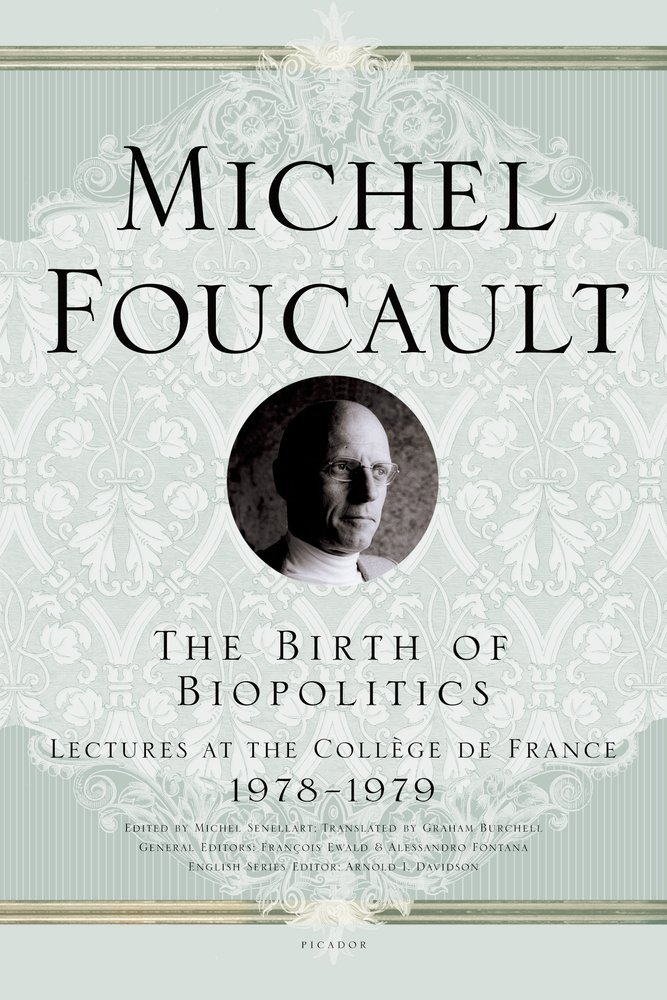 MICHEL
FOUCAULT
THE BIRTH OF
BIOPOLITICS
LECTURES AT THE COLLÈGE DE FRANCE
1978–1979
EDITED BY MICHEL SENELLART; TRANSLATED BY GRAHAM BURCHELL
GENERAL EDITORS: FRANÇOIS EWALD & ALESSANDRO FONTANA
ENGLISH SERIES EDITOR: ARNOLD I. DAVIDSON
PICADOR